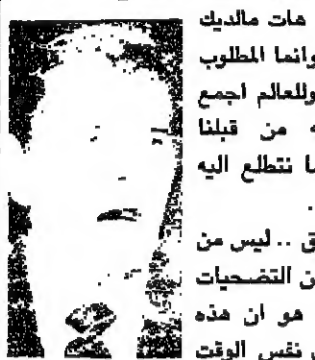 هات مالديك
وانما المطلوب
وللعالم اجمع
من قبلنا
ما نتطلع اليه
.
ق .. ليس من
ن التضحيات
هو ان هذه
نفس الوقت